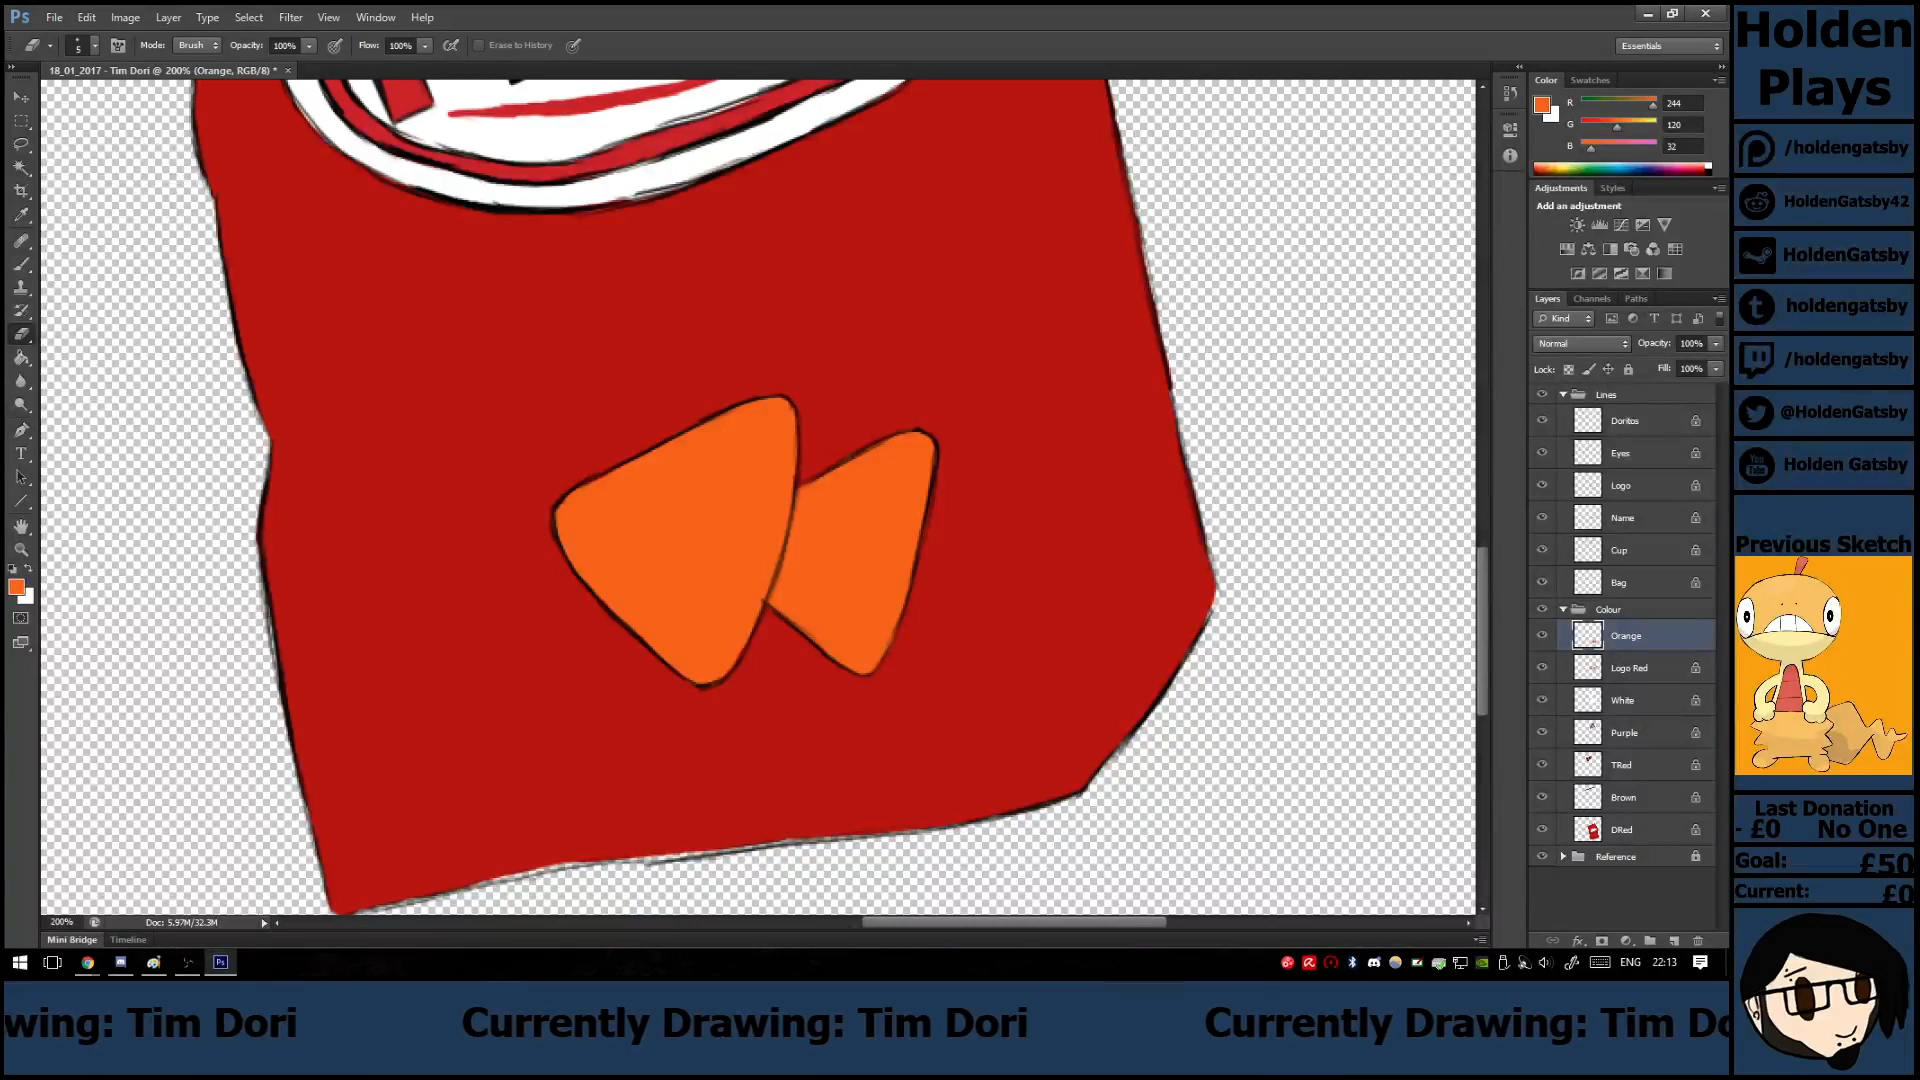 Ps File Edit Image Layer Type Select Filter View Window Help
5 Mode: Brush Opacity: 100% Flow: 100% Erase to History Essentials
18_01_2017 - Tim Dori @ 200% (Orange, RGB/8) *
Color Swatches
R 244
G 120
B 32
Adjustments Styles
Add an adjustment
Layers Channels Paths
Kind
Normal Opacity: 100%
Lock: Fill: 100%
Lines
Doritos
Eyes
Logo
Name
Cup
Bag
Colour
Orange
Logo Red
White
Purple
TRed
Brown
DRed
Reference
200% Doc: 5.97M/32.3M
Mini Bridge Timeline
Ps ENG 22:13
Holden
Plays
/holdengatsby
HoldenGatsby42
HoldenGatsby
holdengatsby
/holdengatsby
@HoldenGatsby
You Tube Holden Gatsby
Previous Sketch
Last Donation
- £0 No One
Goal: £50
Current: £0
wing: Tim Dori Currently Drawing: Tim Dori Currently Drawing: Tim Do